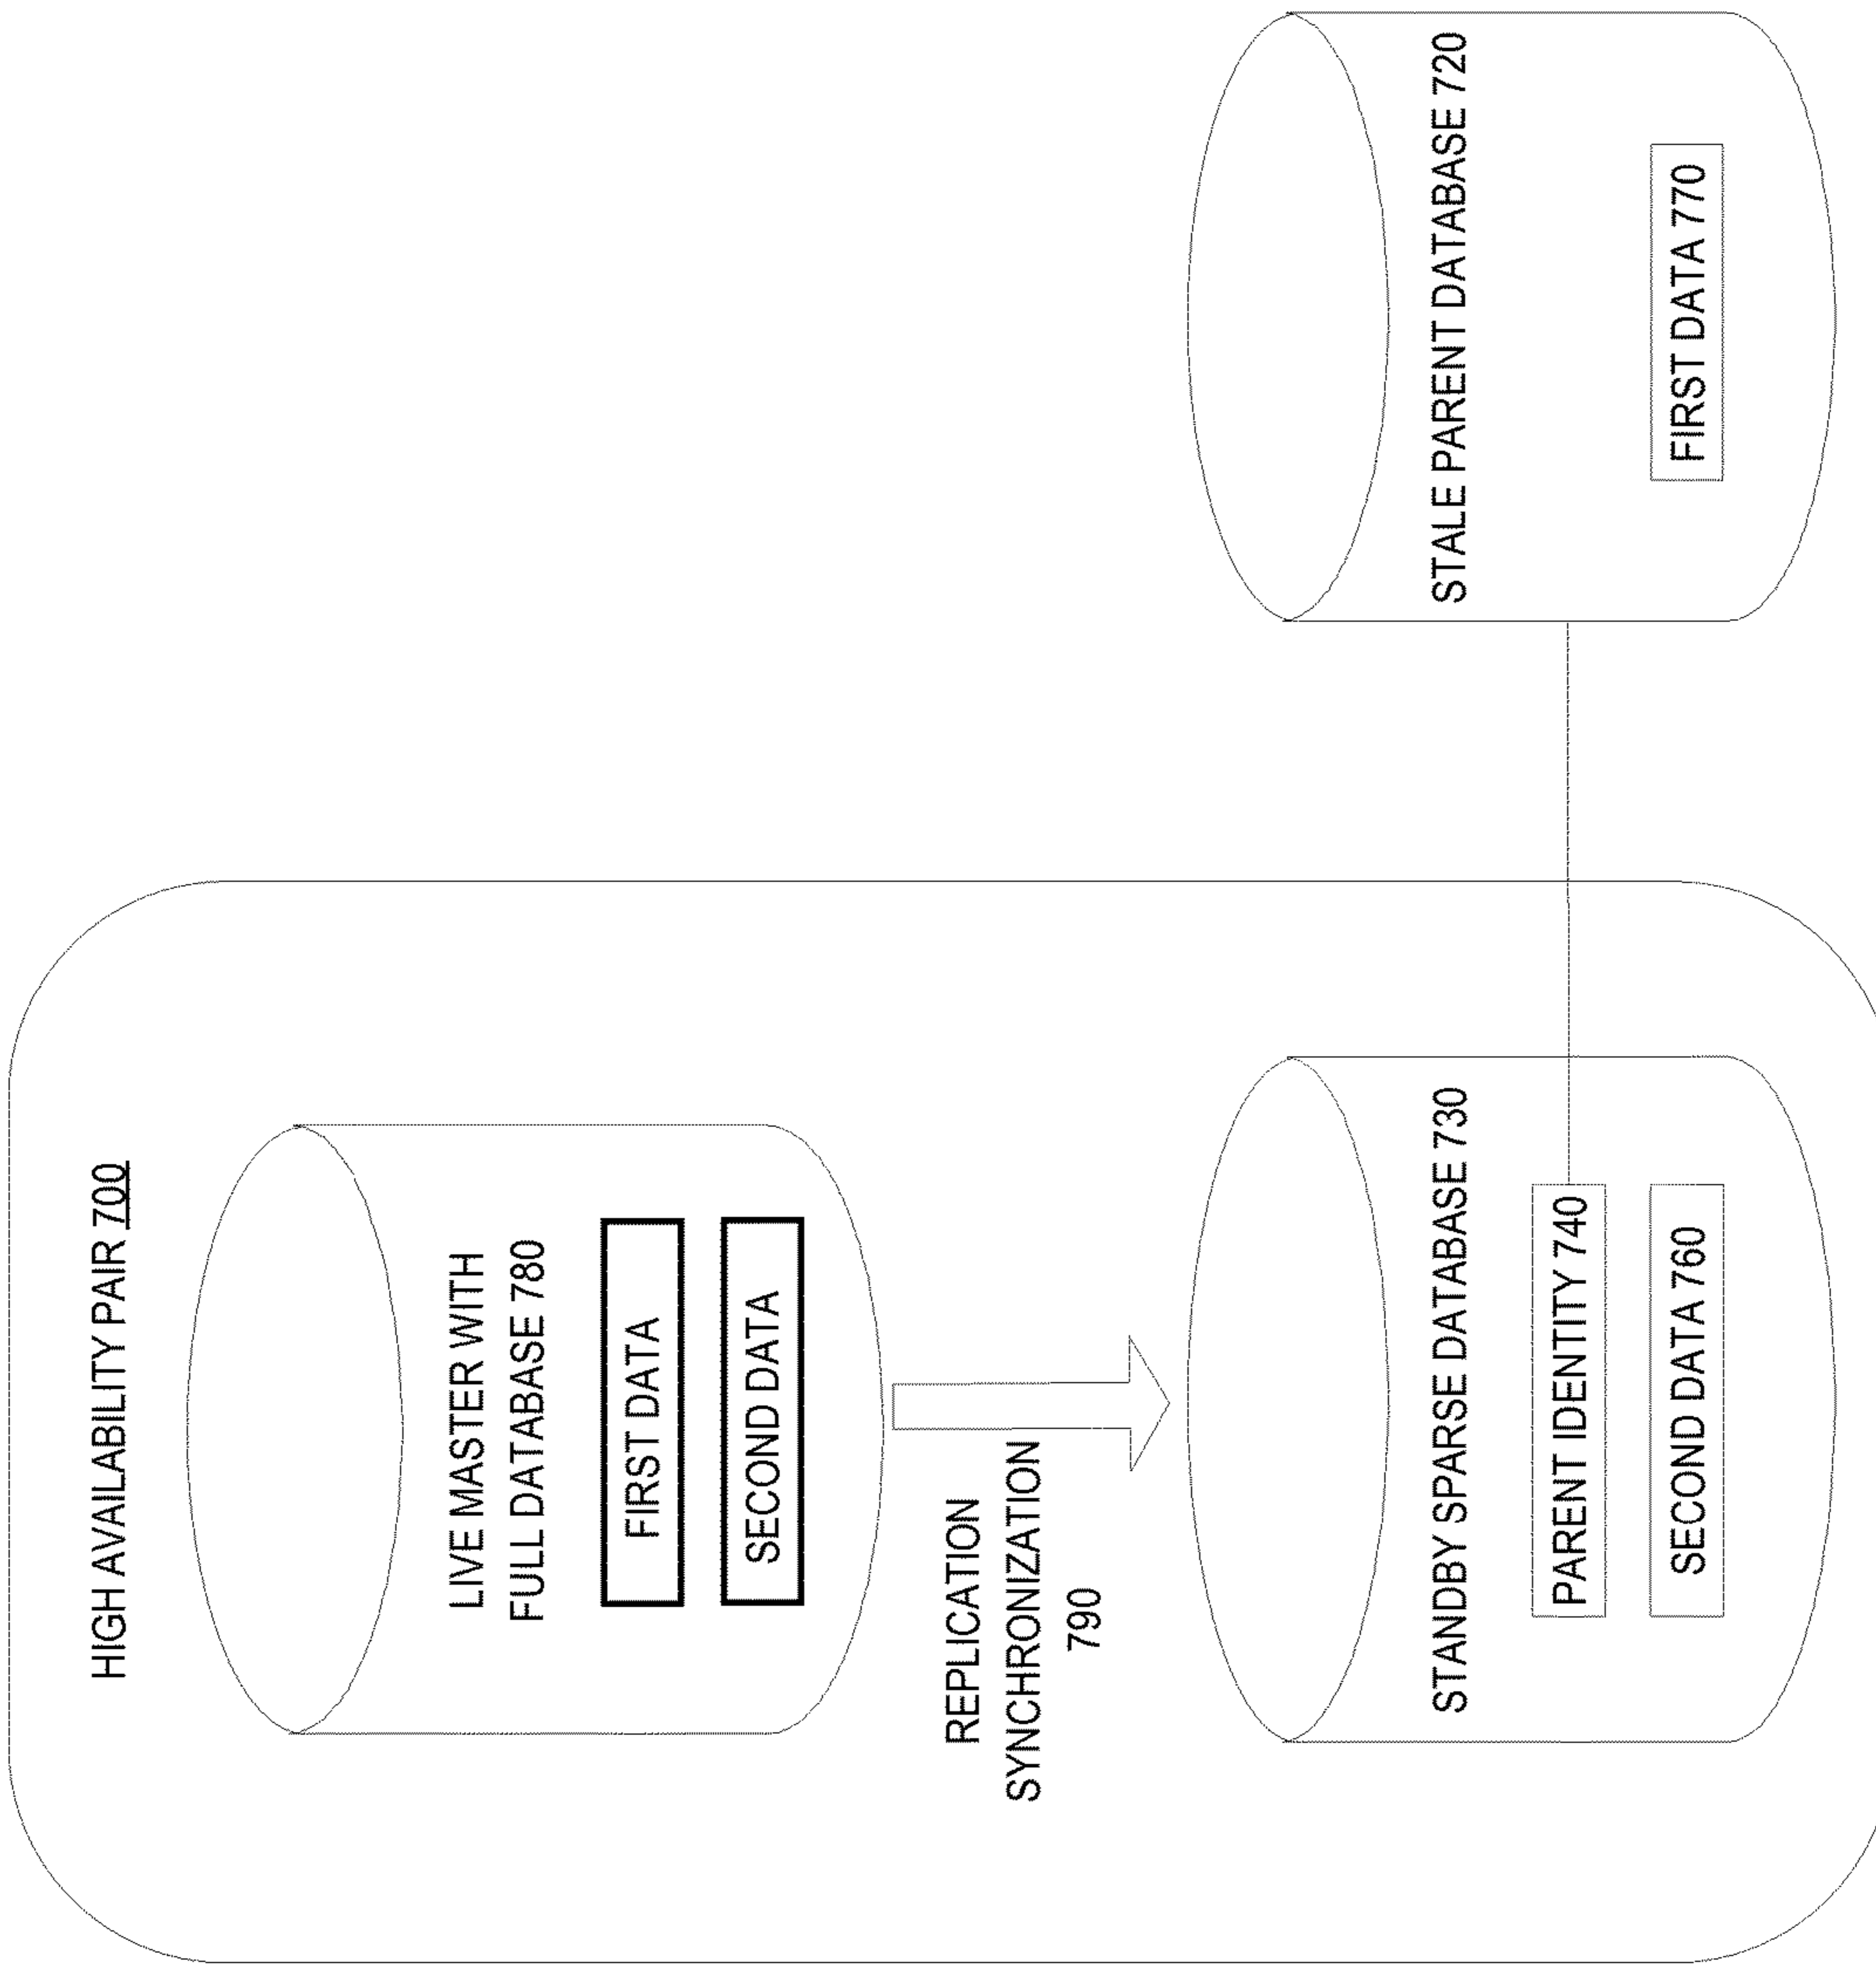 HIGH AVAILABILITY PAIR 700
LIVE MASTER WITH
FULL DATABASE 780
FIRST DATA
SECOND DATA
REPLICATION
SYNCHRONIZATION
790
STANDBY SPARSE DATABASE 730
PARENT IDENTITY 740
SECOND DATA 760
STALE PARENT DATABASE 720
FIRST DATA 770